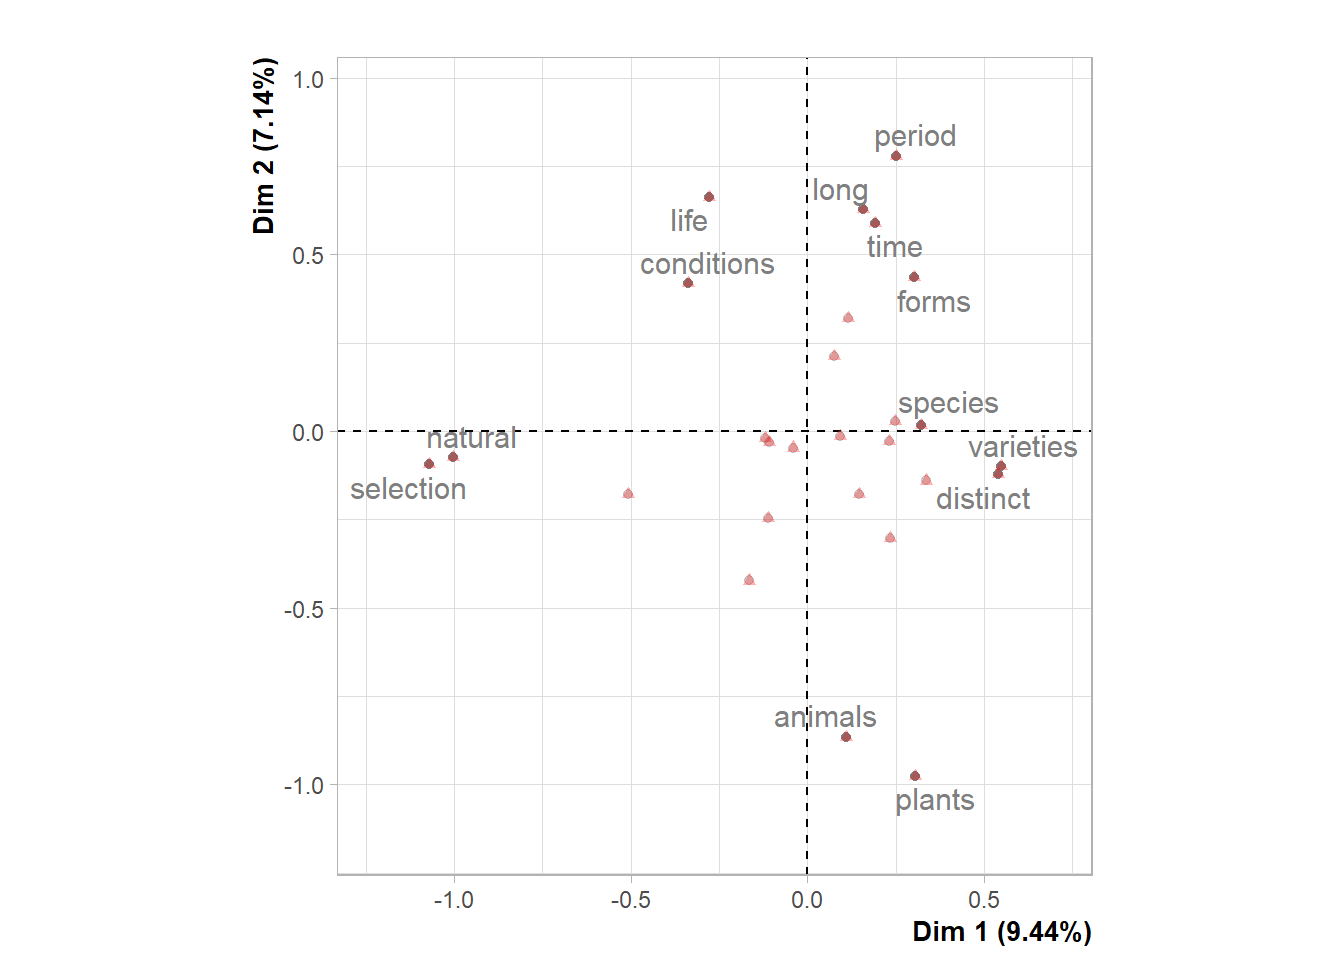 Dim 2 (7.14%)
1.0
0.5
0.0
-0.5
-1.0
period
long
life
time
conditions
forms
species
natural
varieties
selection
distinct
animals
plants
-1.0
-0.5
0.0
0.5
Dim 1 (9.44%)